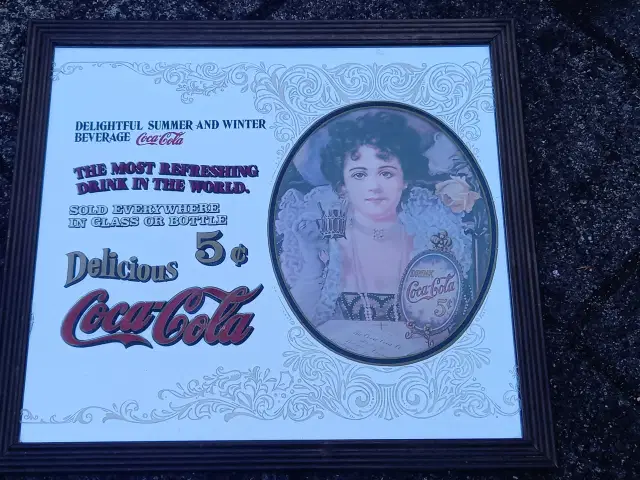 DELIGHTFUL SUMMER AND WINTER
BEVERAGE Coca-Cola
THE MOST REFRESHING
DRINK IN THE WORLD.
SOLD EVERYWHERE
IN GLASS OR BOTTLE
5¢
Delicious
Coca-Cola
DRINK
Coca-Cola
5¢